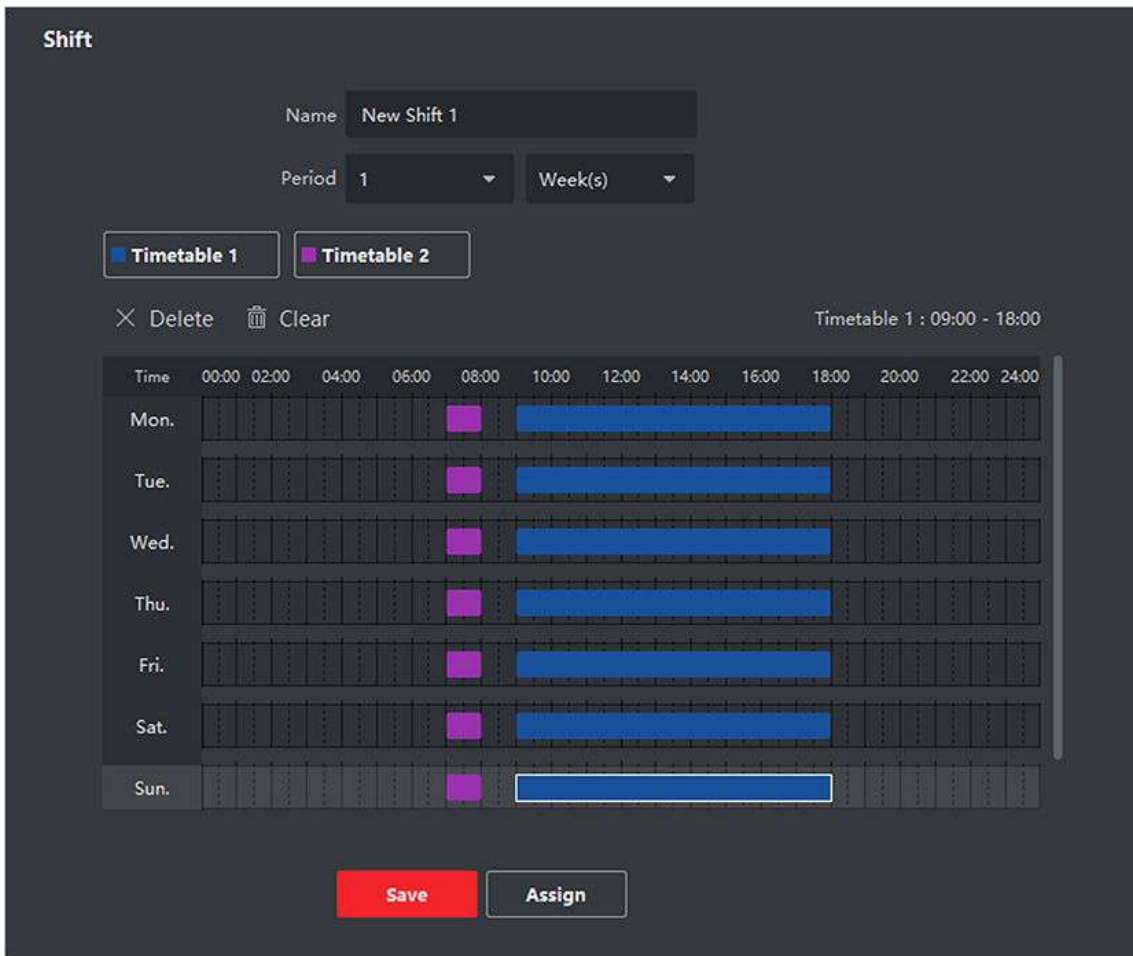 Shift
Name New Shift 1
Period 1 Week(s)
Timetable 1 Timetable 2
Delete Clear Timetable 1 : 09:00 - 18:00
Time 00:00 02:00 04:00 06:00 08:00 10:00 12:00 14:00 16:00 18:00 20:00 22:00 24:00
Mon.
Tue.
Wed.
Thu.
Fri.
Sat.
Sun.
Save Assign